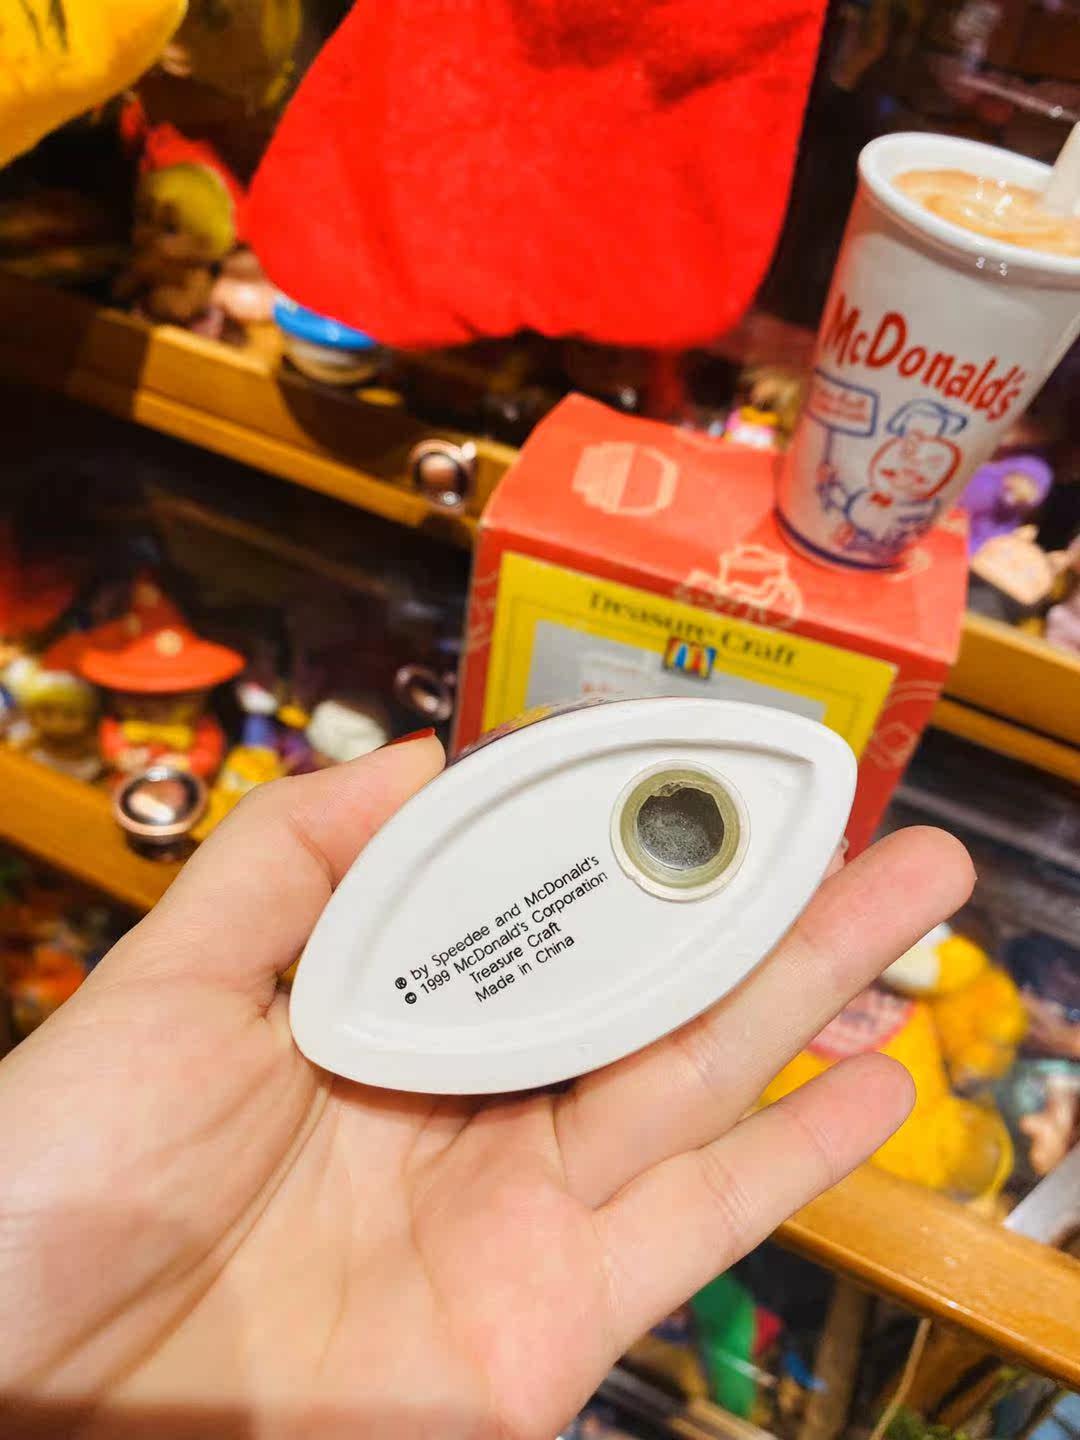 McDonald's
Treasure Craft
® by Speedee and McDonald's
© 1999 McDonald's Corporation
Treasure Craft
Made in China